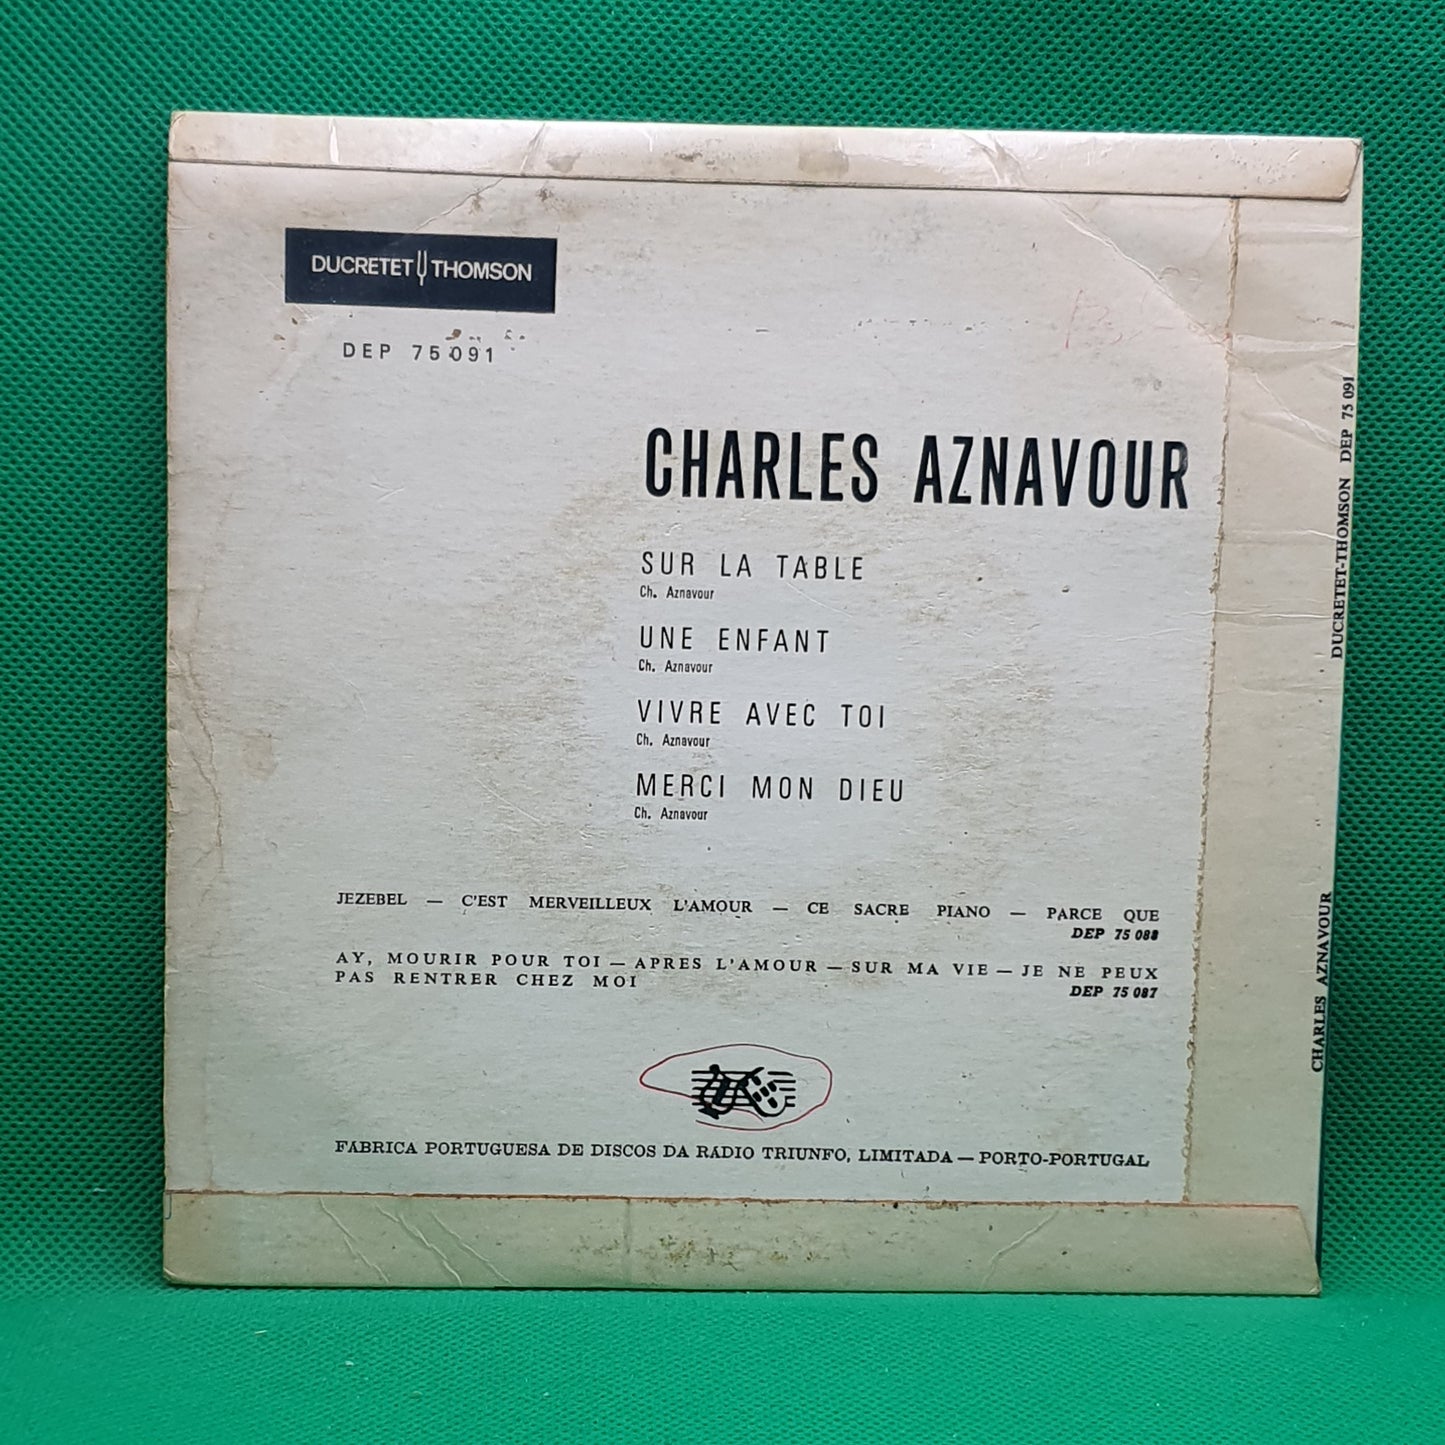 DUCRETET THOMSON
DEP 75 091
CHARLES AZNAVOUR
SUR LA TABLE
Ch. Aznavour
UNE ENFANT
Ch. Aznavour
VIVRE AVEC TOI
Ch. Aznavour
MERCI MON DIEU
Ch. Aznavour
JEZEBEL — C'EST MERVEILLEUX L'AMOUR — CE SACRE PIANO — PARCE QUE
DEP 75 088
AY, MOURIR POUR TOI — APRES L'AMOUR — SUR MA VIE — JE NE PEUX
PAS RENTRER CHEZ MOI
DEP 75 087
FÁBRICA PORTUGUESA DE DISCOS DA RÁDIO TRIUNFO, LIMITADA — PORTO-PORTUGAL
CHARLES AZNAVOUR
DUCRETET-THOMSON DEP 75 091